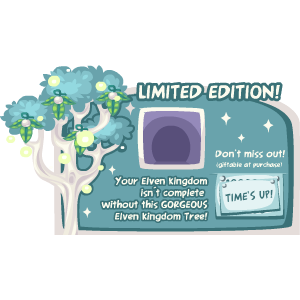 LIMITED EDITION!
Don't miss out!
(giftable at purchase!)
Your Elven Kingdom
isn't complete
without this GORGEOUS
Elven Kingdom Tree!
TIME'S UP!